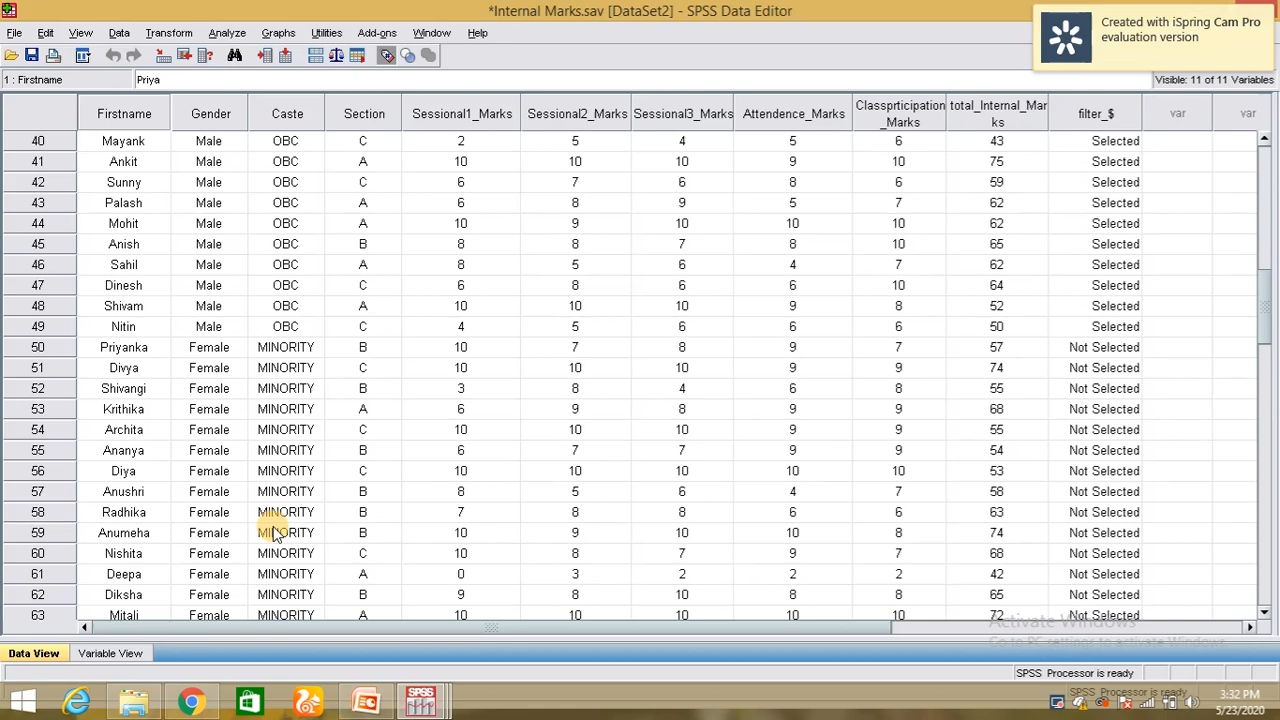 *Internal Marks.sav [DataSet2] - SPSS Data Editor
Created with iSpring Cam Pro
evaluation version
File Edit View Data Transform Analyze Graphs Utilities Add-ons Window Help
1 : Firstname Priya Visible: 11 of 11 Variables
Firstname Gender Caste Section Sessional1_Marks Sessional2_Marks Sessional3_Marks Attendence_Marks Classprticipation_Marks total_Internal_Marks filter_$ var var
40 Mayank Male OBC C 2 5 4 5 6 43 Selected
41 Ankit Male OBC A 10 10 10 9 10 75 Selected
42 Sunny Male OBC C 6 7 6 8 6 59 Selected
43 Palash Male OBC A 6 8 9 5 7 62 Selected
44 Mohit Male OBC A 10 9 10 10 10 62 Selected
45 Anish Male OBC B 8 8 7 8 10 65 Selected
46 Sahil Male OBC A 8 5 6 4 7 62 Selected
47 Dinesh Male OBC C 6 8 6 6 10 64 Selected
48 Shivam Male OBC A 10 10 10 9 8 52 Selected
49 Nitin Male OBC C 4 5 6 6 6 50 Selected
50 Priyanka Female MINORITY B 10 7 8 9 7 57 Not Selected
51 Divya Female MINORITY C 10 10 10 9 9 74 Not Selected
52 Shivangi Female MINORITY B 3 8 4 6 8 55 Not Selected
53 Krithika Female MINORITY A 6 9 8 9 9 68 Not Selected
54 Archita Female MINORITY C 10 10 10 9 9 55 Not Selected
55 Ananya Female MINORITY B 6 7 7 9 9 54 Not Selected
56 Diya Female MINORITY C 10 10 10 10 10 53 Not Selected
57 Anushri Female MINORITY B 8 5 6 4 7 58 Not Selected
58 Radhika Female MINORITY B 7 8 8 6 6 63 Not Selected
59 Anumeha Female MINORITY B 10 9 10 10 8 74 Not Selected
60 Nishita Female MINORITY C 10 8 7 9 7 68 Not Selected
61 Deepa Female MINORITY A 0 3 2 2 2 42 Not Selected
62 Diksha Female MINORITY B 9 8 10 8 8 65 Not Selected
63 Mitali Female MINORITY A 10 10 10 10 10 72 Not Selected
Activate Windows
Go to PC settings to activate Windows.
Data View Variable View
SPSS Processor is ready
SPSS Processor is ready
SPSS
3:32 PM
5/23/2020